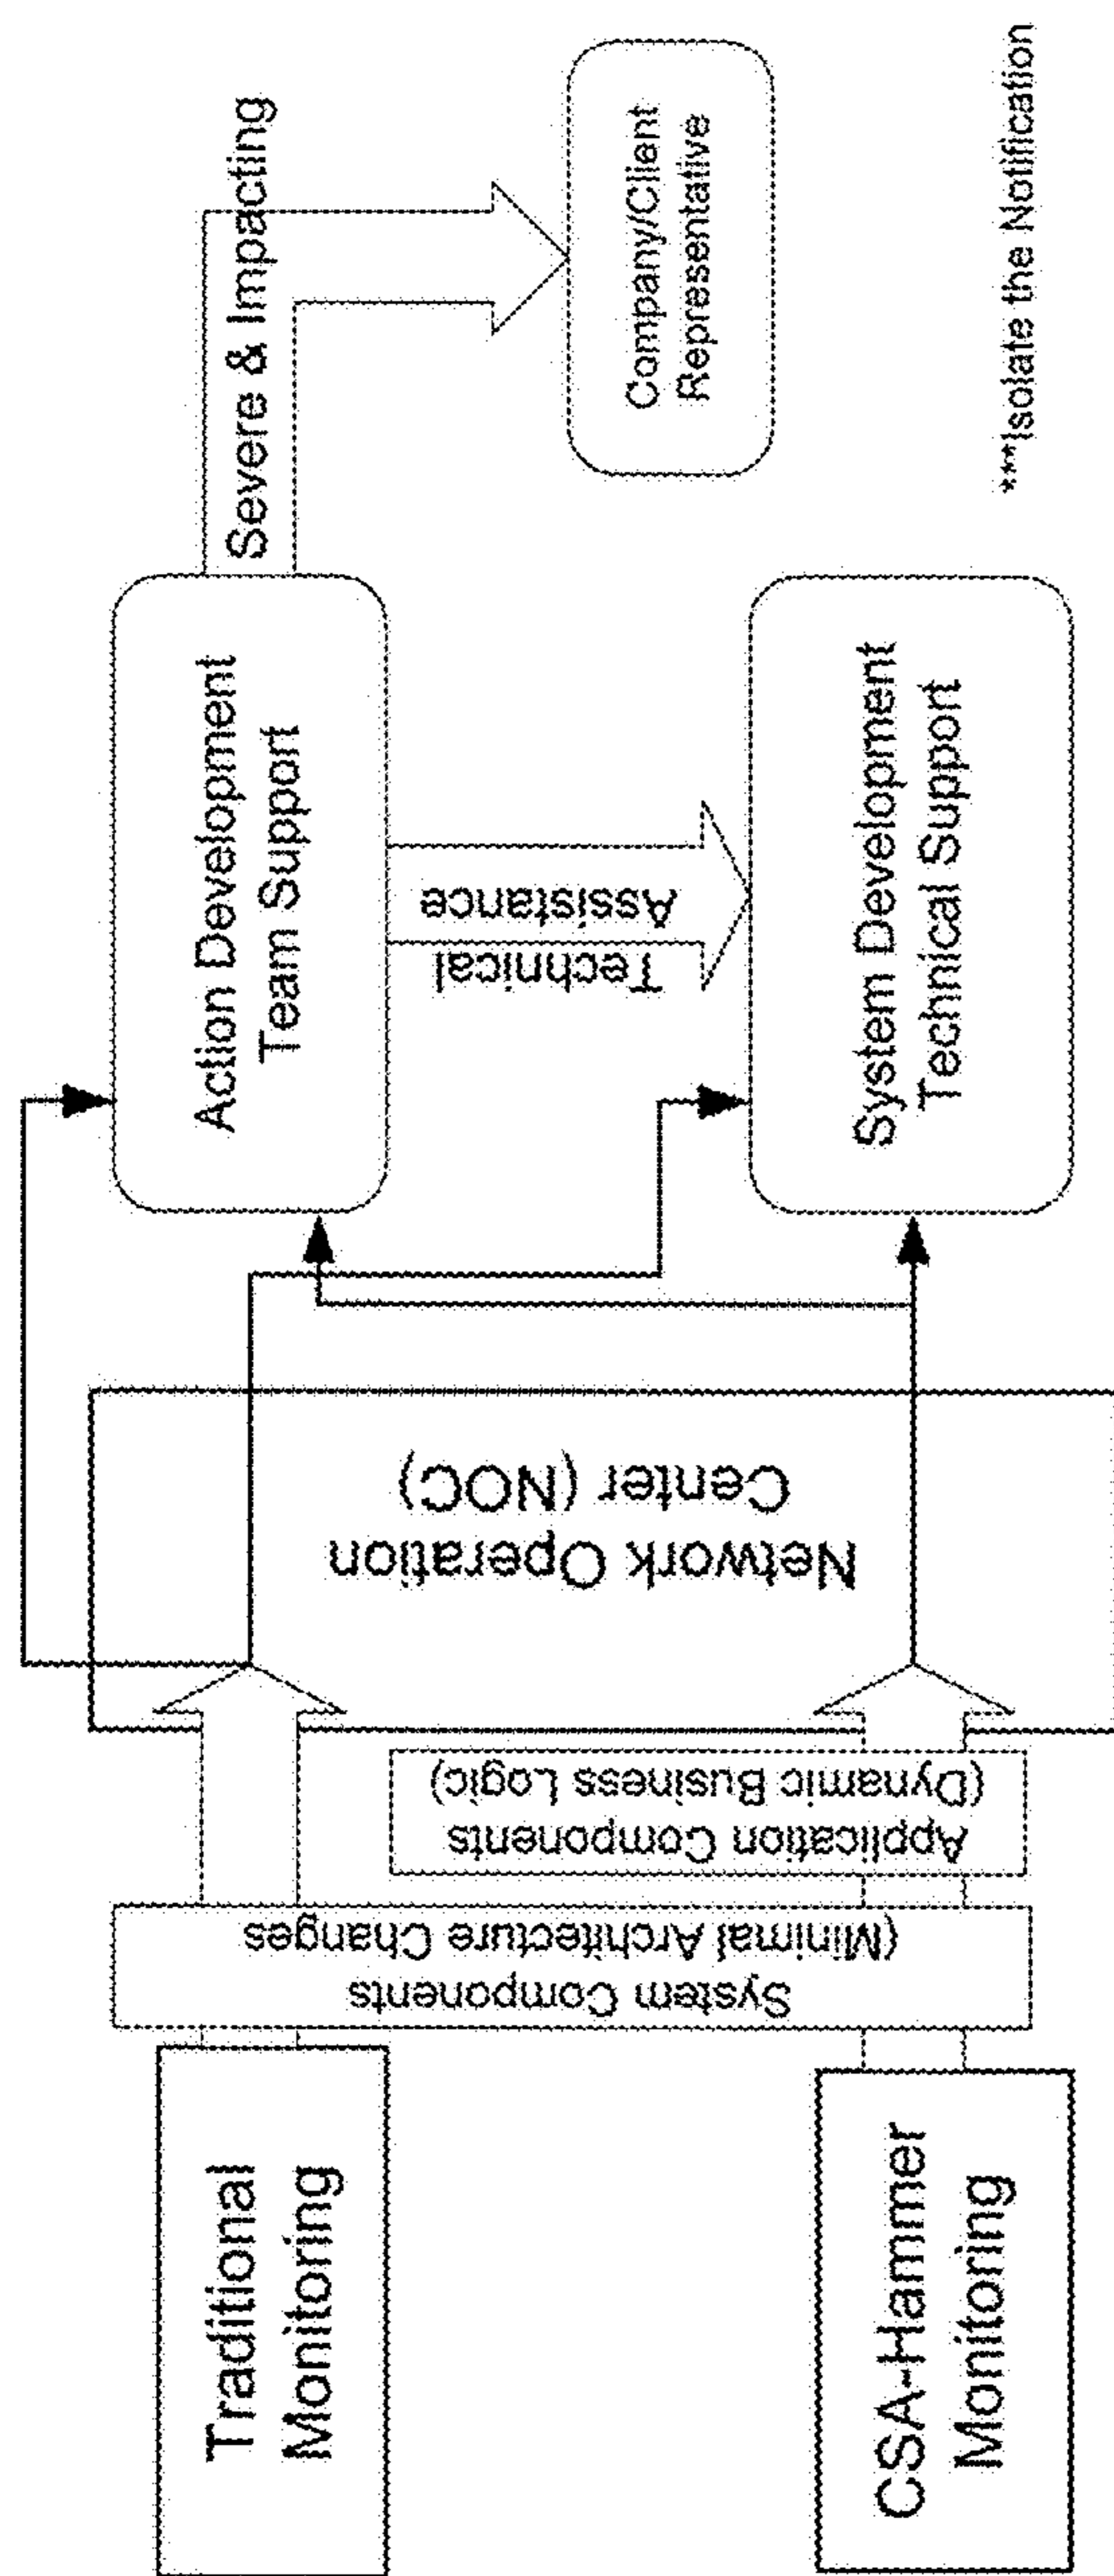 Traditional
Monitoring
CSA-Hammer
Monitoring
System Components
(Minimal Architecture Changes
Application Components
(Dynamic Business Logic)
Network Operation
Center (NOC)
Action Development
Team Support
Technical
Assistance
System Development
Technical Support
Severe & Impacting
Company/Client
Representative
***Isolate the Notification